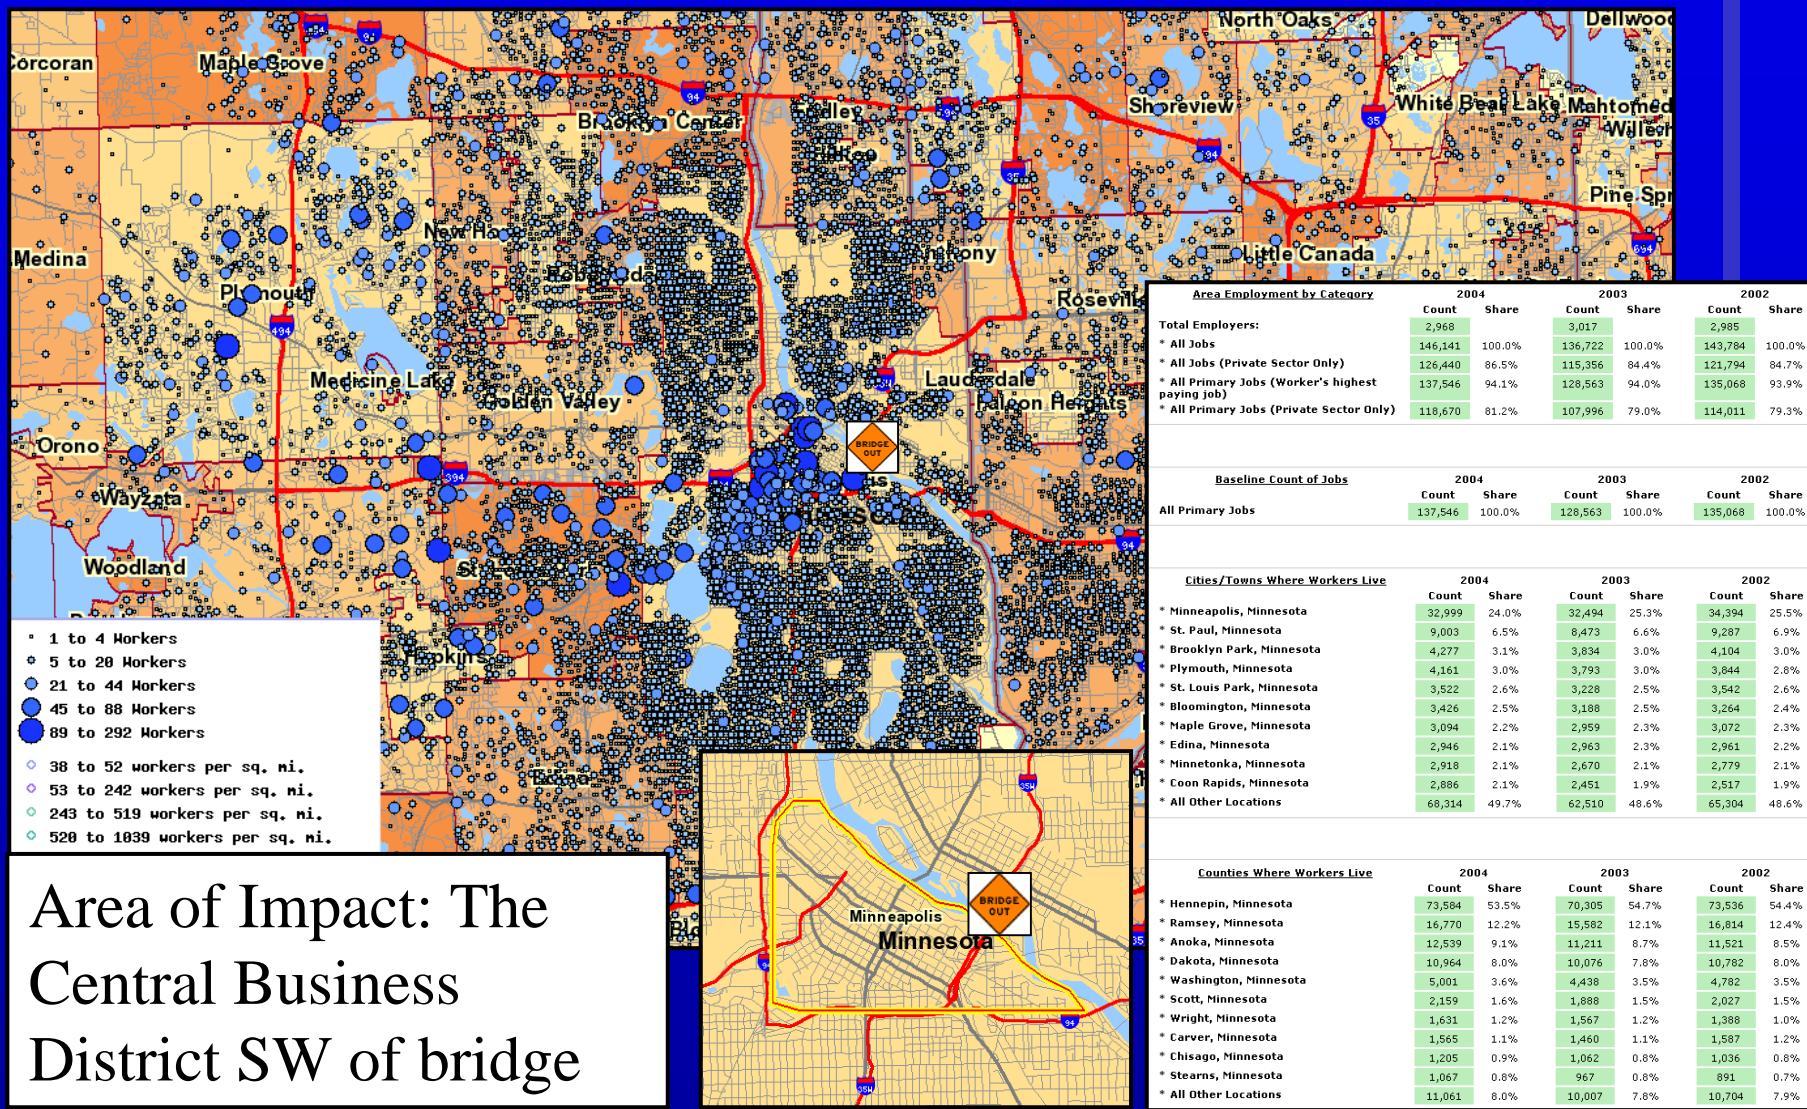 North Oaks
Dellwood
Corcoran
Maple Grove
94
94
Shoreview
White Bear Lake
Mahtomed
Brooklyn Center
35
Pine Spr
Medina
Little Canada
694
Plymouth
494
Rosevill
Medicine Lake
Golden Valley
Lauderdale
Falcon Heights
Orono
BRIDGE
OUT
394
Wayzata
94
Woodland
Hopkins
Edina
1 to 4 Workers
5 to 20 Workers
21 to 44 Workers
45 to 88 Workers
89 to 292 Workers
38 to 52 workers per sq. mi.
53 to 242 workers per sq. mi.
243 to 519 workers per sq. mi.
520 to 1039 workers per sq. mi.
Area of Impact: The
Central Business
District SW of bridge
35W
BRIDGE
OUT
Minneapolis
Minnesota
94
94
35W
Area Employment by Category 2004 2003 2002
Count Share Count Share Count Share
Total Employers: 2,968 3,017 2,985
* All Jobs 146,141 100.0% 136,722 100.0% 143,784 100.0%
* All Jobs (Private Sector Only) 126,440 86.5% 115,356 84.4% 121,794 84.7%
* All Primary Jobs (Worker's highest 137,546 94.1% 128,563 94.0% 135,068 93.9%
paying job)
* All Primary Jobs (Private Sector Only) 118,670 81.2% 107,996 79.0% 114,011 79.3%
Baseline Count of Jobs 2004 2003 2002
Count Share Count Share Count Share
All Primary Jobs 137,546 100.0% 128,563 100.0% 135,068 100.0%
Cities/Towns Where Workers Live 2004 2003 2002
Count Share Count Share Count Share
* Minneapolis, Minnesota 32,999 24.0% 32,494 25.3% 34,394 25.5%
* St. Paul, Minnesota 9,003 6.5% 8,473 6.6% 9,287 6.9%
* Brooklyn Park, Minnesota 4,277 3.1% 3,834 3.0% 4,104 3.0%
* Plymouth, Minnesota 4,161 3.0% 3,793 3.0% 3,844 2.8%
* St. Louis Park, Minnesota 3,522 2.6% 3,228 2.5% 3,542 2.6%
* Bloomington, Minnesota 3,426 2.5% 3,188 2.5% 3,264 2.4%
* Maple Grove, Minnesota 3,094 2.2% 2,959 2.3% 3,072 2.3%
* Edina, Minnesota 2,946 2.1% 2,963 2.3% 2,961 2.2%
* Minnetonka, Minnesota 2,918 2.1% 2,670 2.1% 2,779 2.1%
* Coon Rapids, Minnesota 2,886 2.1% 2,451 1.9% 2,517 1.9%
* All Other Locations 68,314 49.7% 62,510 48.6% 65,304 48.6%
Counties Where Workers Live 2004 2003 2002
Count Share Count Share Count Share
* Hennepin, Minnesota 73,584 53.5% 70,305 54.7% 73,536 54.4%
* Ramsey, Minnesota 16,770 12.2% 15,582 12.1% 16,814 12.4%
* Anoka, Minnesota 12,539 9.1% 11,211 8.7% 11,521 8.5%
* Dakota, Minnesota 10,964 8.0% 10,076 7.8% 10,782 8.0%
* Washington, Minnesota 5,001 3.6% 4,438 3.5% 4,782 3.5%
* Scott, Minnesota 2,159 1.6% 1,888 1.5% 2,027 1.5%
* Wright, Minnesota 1,631 1.2% 1,567 1.2% 1,388 1.0%
* Carver, Minnesota 1,565 1.1% 1,460 1.1% 1,587 1.2%
* Chisago, Minnesota 1,205 0.9% 1,062 0.8% 1,036 0.8%
* Stearns, Minnesota 1,067 0.8% 967 0.8% 891 0.7%
* All Other Locations 11,061 8.0% 10,007 7.8% 10,704 7.9%